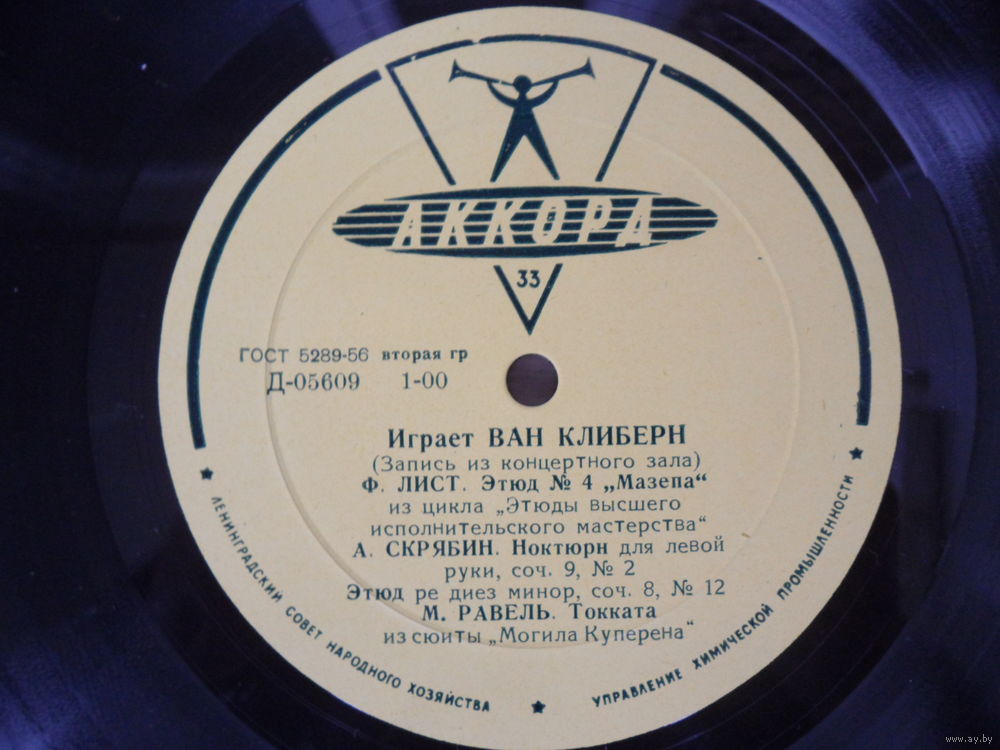 АККОРД
33
ГОСТ 5289-56 вторая гр
Д-05609 1-00
Играет ВАН КЛИБЕРН
(Запись из концертного зала)
Ф. ЛИСТ. Этюд № 4 „Мазепа“
из цикла „Этюды высшего
исполнительского мастерства“
А. СКРЯБИН. Ноктюрн для левой
руки, соч. 9, № 2
Этюд ре диез минор, соч. 8, № 12
М. РАВЕЛЬ. Токката
из сюиты „Могила Куперена“
ЛЕНИНГРАДСКИЙ СОВЕТ НАРОДНОГО ХОЗЯЙСТВА
УПРАВЛЕНИЕ ХИМИЧЕСКОЙ ПРОМЫШЛЕННОСТИ
www.ay.by